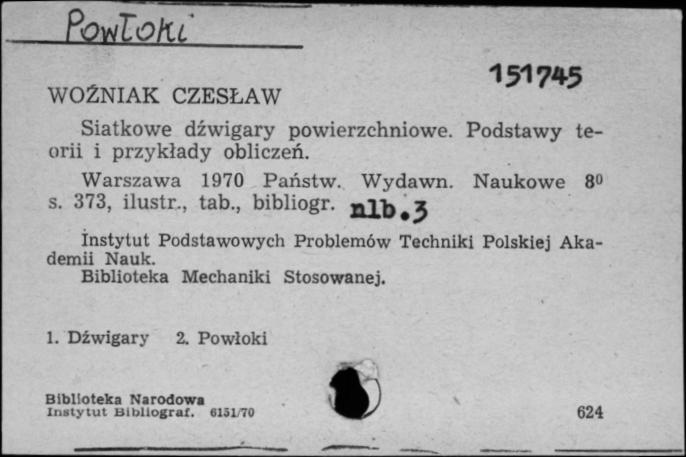 Powłoki
151745
WOŹNIAK CZESŁAW
Siatkowe dźwigary powierzchniowe. Podstawy te-
orii i przykłady obliczeń.
Warszawa 1970 Państw. Wydawn. Naukowe 8⁰
s. 373, ilustr., tab., bibliogr. nlb.3
Instytut Podstawowych Problemów Techniki Polskiej Aka-
demii Nauk.
Biblioteka Mechaniki Stosowanej.
1. Dźwigary 2. Powłoki
Biblioteka Narodowa
Instytut Bibliograf. 6151/70
624